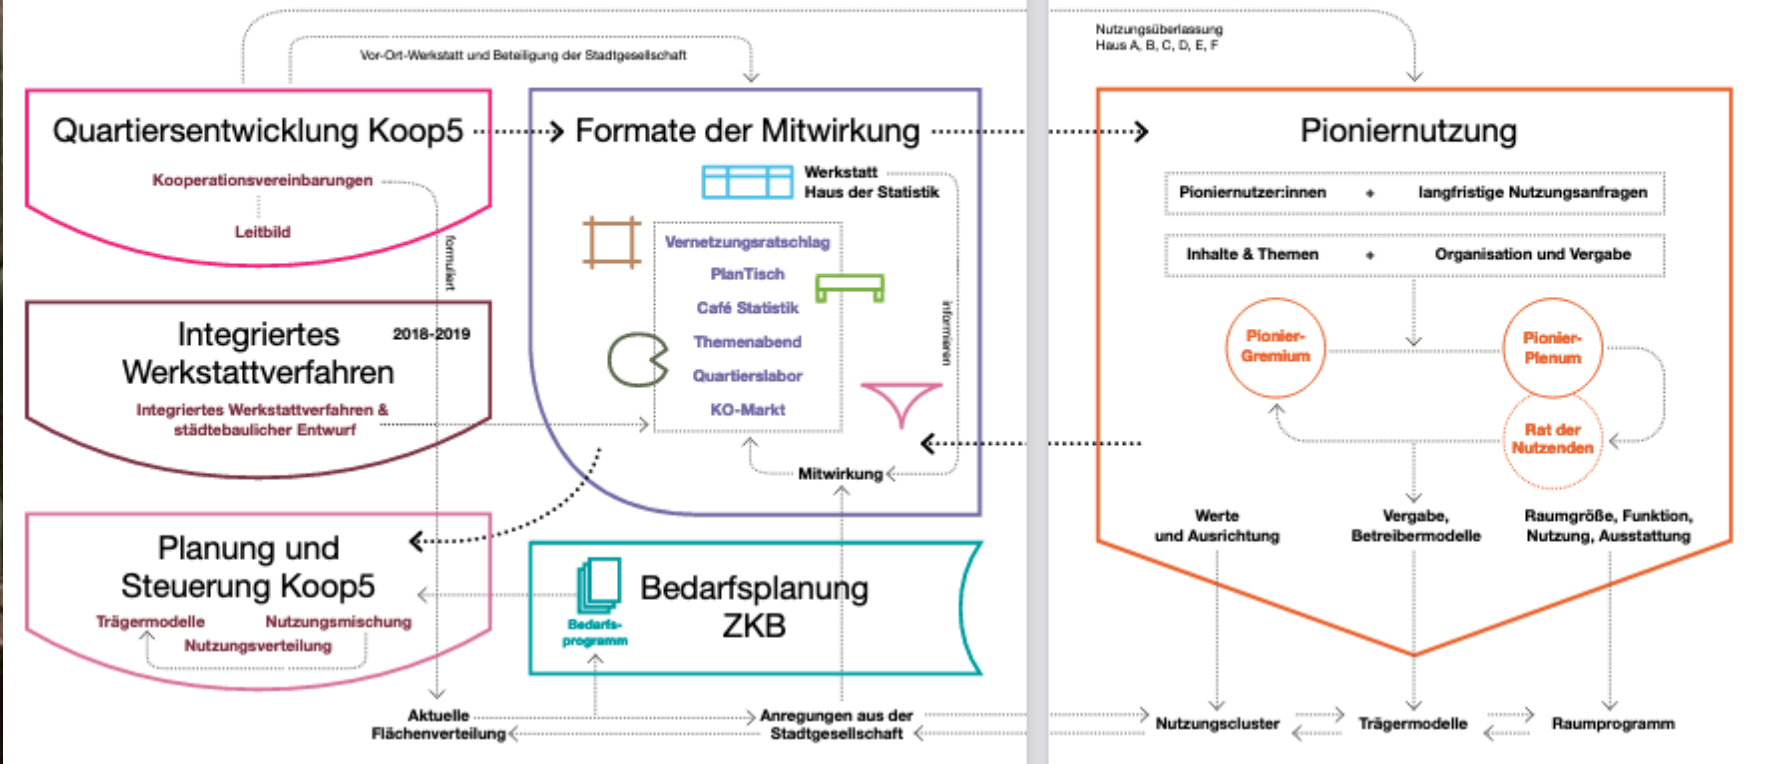 Nutzungsüberlassung
Haus A, B, C, D, E, F
Vor-Ort-Werkstatt und Beteiligung der Stadtgesellschaft
Quartiersentwicklung Koop5
Kooperationsvereinbarungen
Leitbild
formuliert
Integriertes
Werkstattverfahren
2018-2019
Integriertes Werkstattverfahren &
städtebaulicher Entwurf
Planung und
Steuerung Koop5
Trägermodelle
Nutzungsmischung
Nutzungsverteilung
Formate der Mitwirkung
Werkstatt
Haus der Statistik
Vernetzungsratschlag
PlanTisch
Café Statistik
Themenabend
Quartierslabor
KO-Markt
informieren
Mitwirkung
Bedarfsplanung
ZKB
Bedarfs-
programm
Aktuelle
Flächenverteilung
Anregungen aus der
Stadtgesellschaft
Pioniernutzung
Pioniernutzer:innen + langfristige Nutzungsanfragen
Inhalte & Themen + Organisation und Vergabe
Pionier-
Gremium
Pionier-
Plenum
Rat der
Nutzenden
Werte
und Ausrichtung
Vergabe,
Betreibermodelle
Raumgröße, Funktion,
Nutzung, Ausstattung
Nutzungscluster
Trägermodelle
Raumprogramm